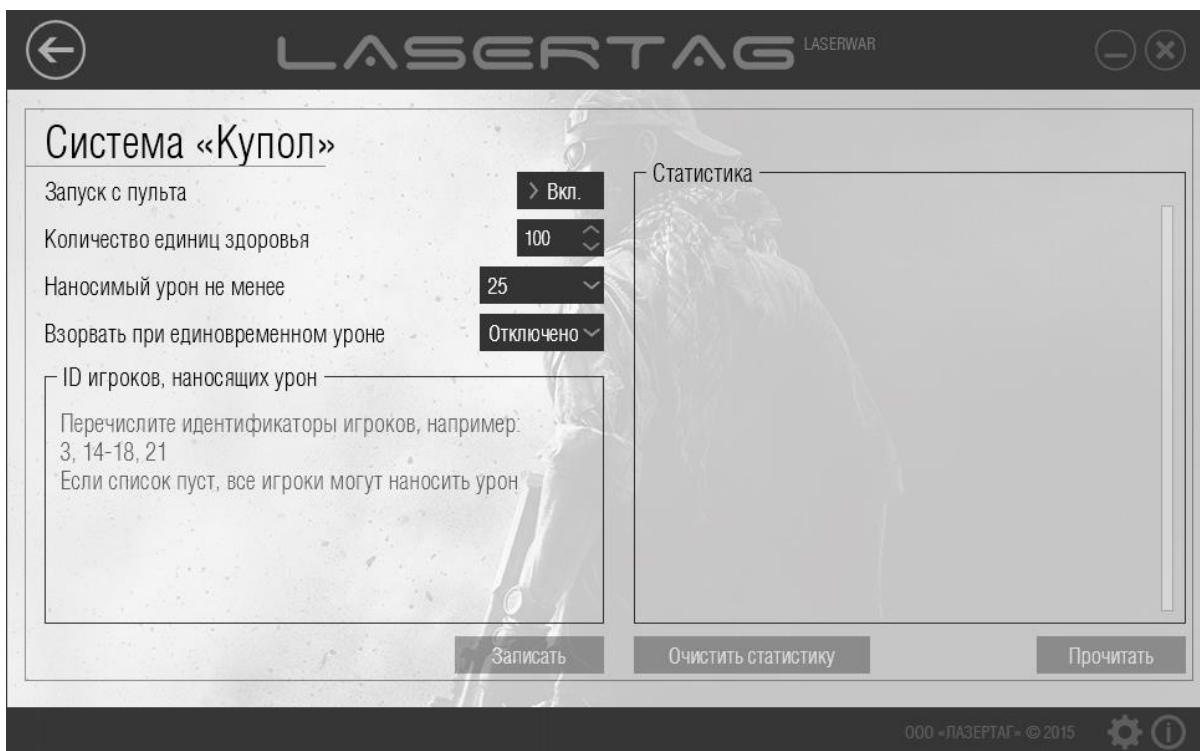 LASERTAG LASERWAR
Система «Купол»
Запуск с пульта
Вкл.
Количество единиц здоровья
100
Наносимый урон не менее
25
Взорвать при единовременном уроне
Отключено
ID игроков, наносящих урон
Перечислите идентификаторы игроков, например:
3, 14-18, 21
Если список пуст, все игроки могут наносить урон
Записать
Статистика
Очистить статистику
Прочитать
ООО «ЛАЗЕРТАГ» © 2015